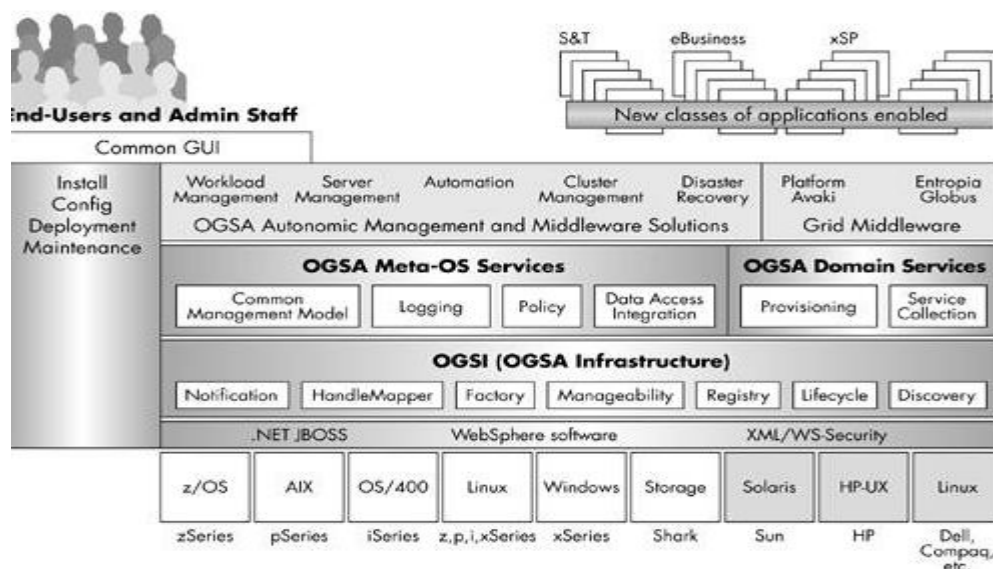 S&T eBusiness xSP
End-Users and Admin Staff
New classes of applications enabled
Common GUI
Install
Config
Deployment
Maintenance
Workload
Management
Server
Management
Automation
Cluster
Management
Disaster
Recovery
Platform
Avaki
Entropia
Globus
OGSA Autonomic Management and Middleware Solutions
Grid Middleware
OGSA Meta-OS Services
OGSA Domain Services
Common
Management Model
Logging
Policy
Data Access
Integration
Provisioning
Service
Collection
OGSI (OGSA Infrastructure)
Notification
HandleMapper
Factory
Manageability
Registry
Lifecycle
Discovery
.NET JBOSS
WebSphere software
XML/WS-Security
z/OS AIX OS/400 Linux Windows Storage Solaris HP-UX Linux
zSeries pSeries iSeries z,p,i,xSeries xSeries Shark Sun HP Dell,
Compaq,
etc